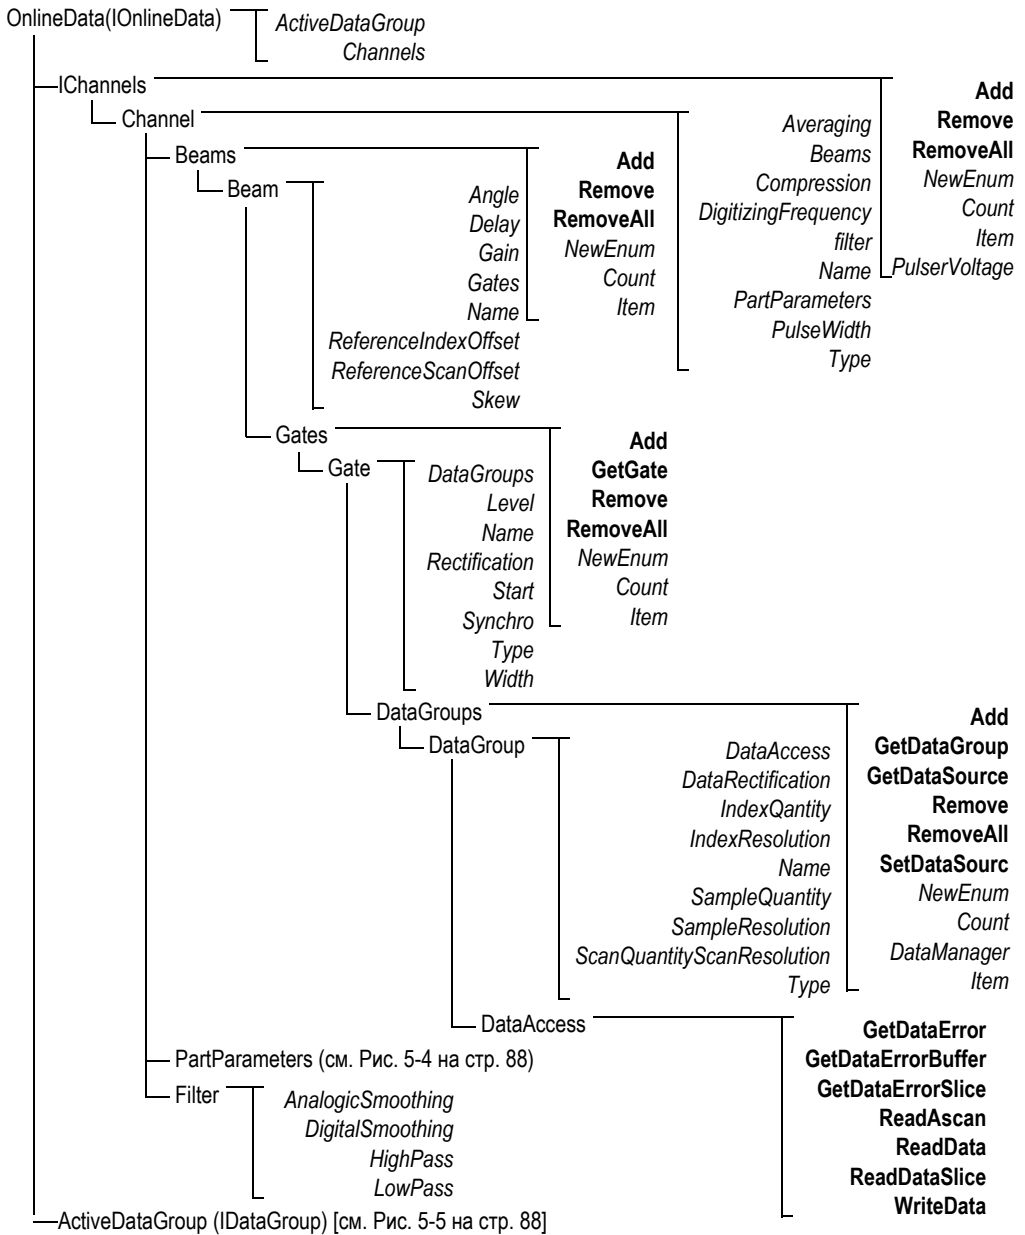 OnlineData(IOnlineData)
ActiveDataGroup
Channels
IChannels
Add
Remove
RemoveAll
NewEnum
Count
Item
PulserVoltage
Channel
Averaging
Beams
Compression
DigitizingFrequency
filter
Name
PartParameters
PulseWidth
Type
Beams
Add
Remove
RemoveAll
NewEnum
Count
Item
Beam
Angle
Delay
Gain
Gates
Name
ReferenceIndexOffset
ReferenceScanOffset
Skew
Gates
Add
GetGate
Remove
RemoveAll
NewEnum
Count
Item
Gate
DataGroups
Level
Name
Rectification
Start
Synchro
Type
Width
DataGroups
Add
GetDataGroup
GetDataSource
Remove
RemoveAll
SetDataSourc
NewEnum
Count
DataManager
Item
DataGroup
DataAccess
DataRectification
IndexQantity
IndexResolution
Name
SampleQuantity
SampleResolution
ScanQuantityScanResolution
Type
DataAccess
GetDataError
GetDataErrorBuffer
GetDataErrorSlice
ReadAscan
ReadData
ReadDataSlice
WriteData
PartParameters (см. Рис. 5-4 на стр. 88)
Filter
AnalogicSmoothing
DigitalSmoothing
HighPass
LowPass
ActiveDataGroup (IDataGroup) [см. Рис. 5-5 на стр. 88]